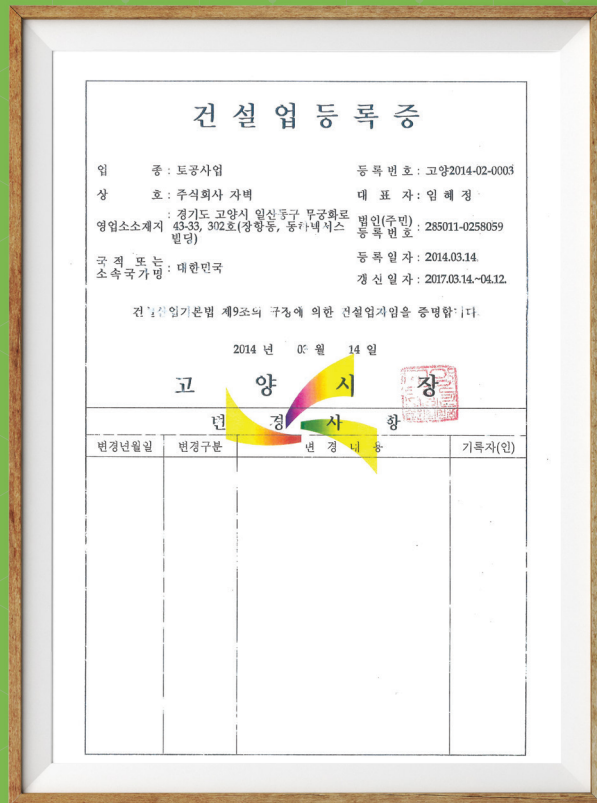 건설업등록증
업 종 : 토공사업
등록번호 : 고양2014-02-0003
상 호 : 주식회사 자벽
대 표 자 : 임혜정
영업소소재지 : 경기도 고양시 일산동구 무궁화로
43-33, 302호(장항동, 동하넥서스
빌딩)
법인(주민)
등록번호 : 285011-0258059
국적 또는
소속국가명 : 대한민국
등록일자 : 2014.03.14.
갱신일자 : 2017.03.14.~04.12.
건설산업기본법 제9조의 규정에 의한 건설업자임을 증명합니다.
2014 년 03 월 14 일
고 양 시 장
변 경 사 항
변경년월일 변경구분 변 경 내 용 기록자(인)